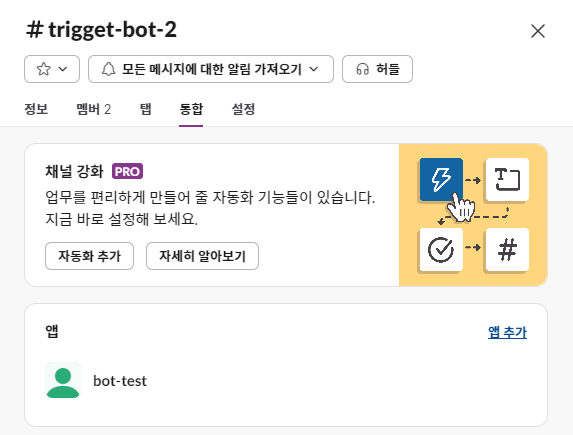 # trigget-bot-2
모든 메시지에 대한 알림 가져오기
허들
정보
멤버 2
탭
통합
설정
채널 강화 PRO
업무를 편리하게 만들어 줄 자동화 기능들이 있습니다.
지금 바로 설정해 보세요.
자동화 추가
자세히 알아보기
T
#
앱
앱 추가
bot-test